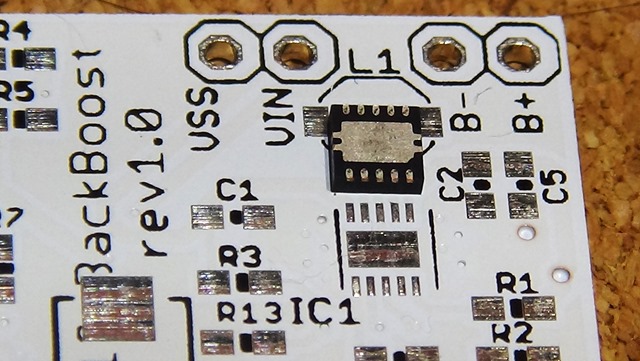 R4
R5
BackBoost
rev1.0
VSS
VIN
L1
B-
B+
C1
C2
C5
R3
R13
IC1
R1
R2